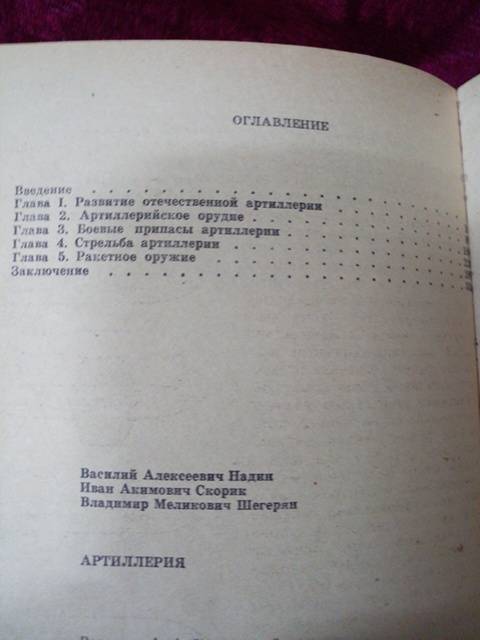 ОГЛАВЛЕНИЕ
Введение . . . . . . . . . . . . . . . . . . . . .
Глава 1. Развитие отечественной артиллерии . . . . . . . .
Глава 2. Артиллерийское орудие . . . . . . . . . . . . .
Глава 3. Боевые припасы артиллерии . . . . . . . . . . .
Глава 4. Стрельба артиллерии . . . . . . . . . . . . . .
Глава 5. Ракетное оружие . . . . . . . . . . . . . . . .
Заключение . . . . . . . . . . . . . . . . . . . . .
Василий Алексеевич Надин
Иван Акимович Скорик
Владимир Меликович Шегерян
АРТИЛЛЕРИЯ